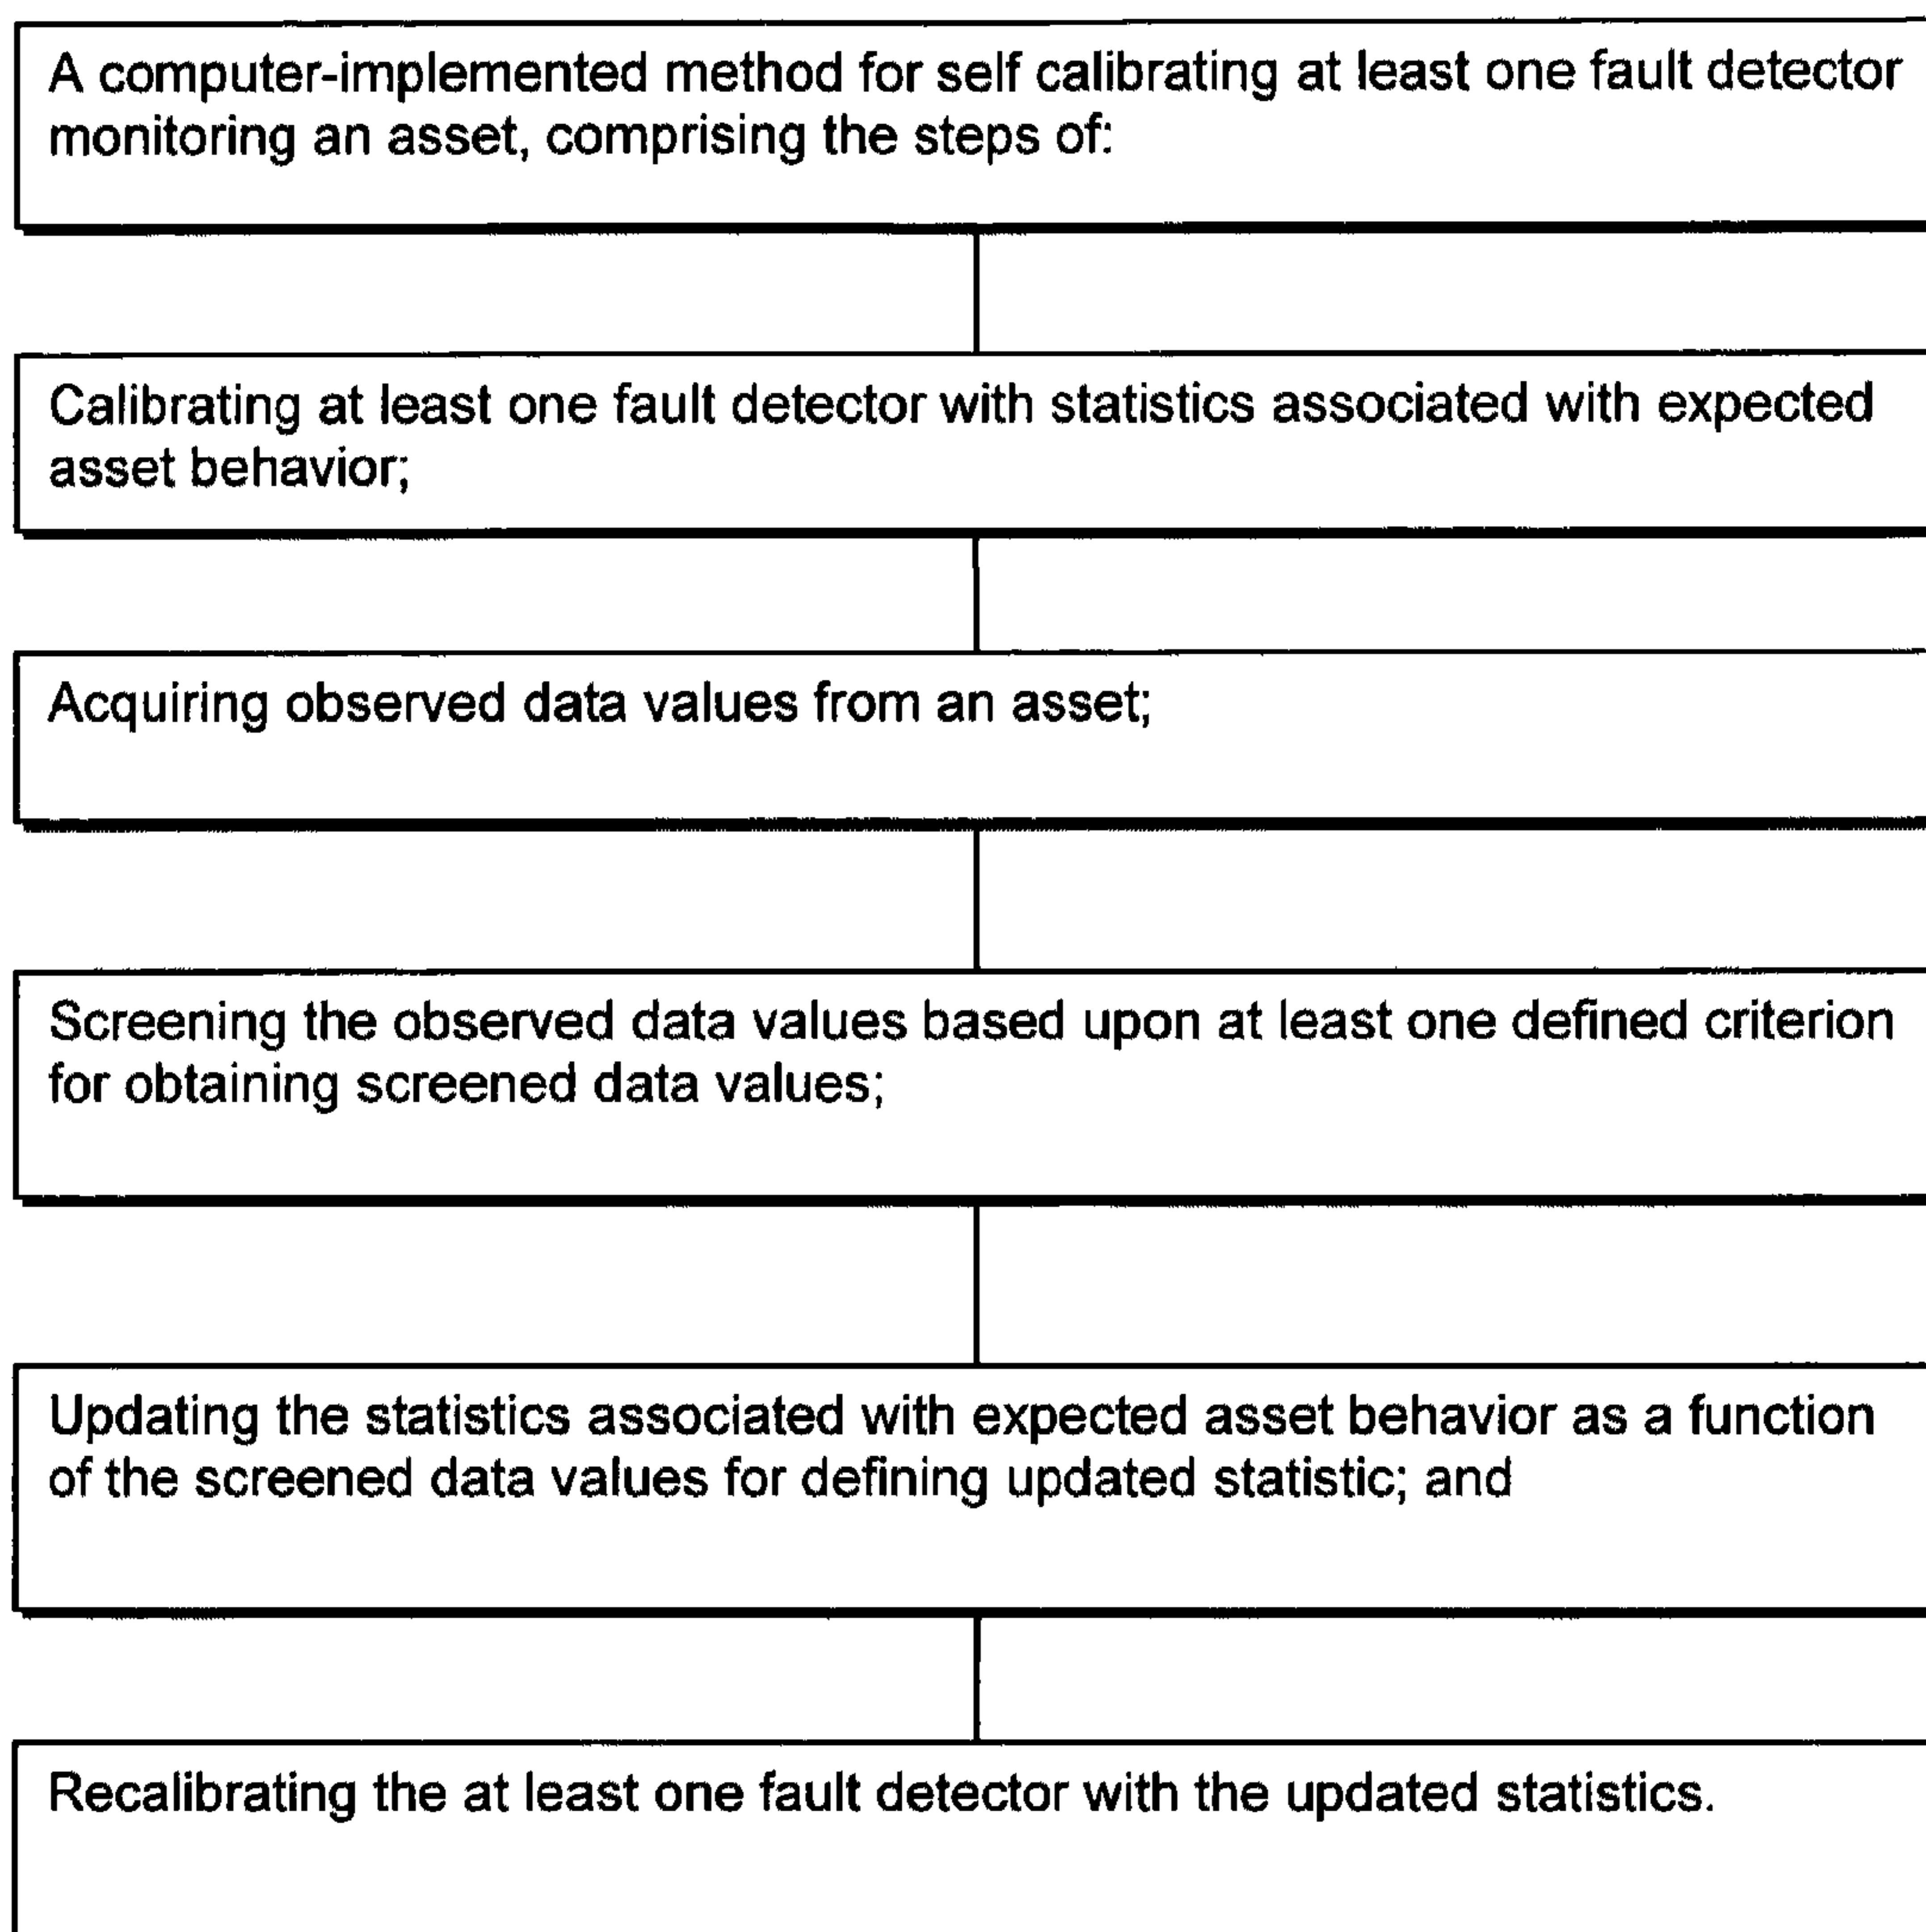 A computer-implemented method for self calibrating at least one fault detector
monitoring an asset, comprising the steps of:
Calibrating at least one fault detector with statistics associated with expected
asset behavior;
Acquiring observed data values from an asset;
Screening the observed data values based upon at least one defined criterion
for obtaining screened data values;
Updating the statistics associated with expected asset behavior as a function
of the screened data values for defining updated statistic; and
Recalibrating the at least one fault detector with the updated statistics.